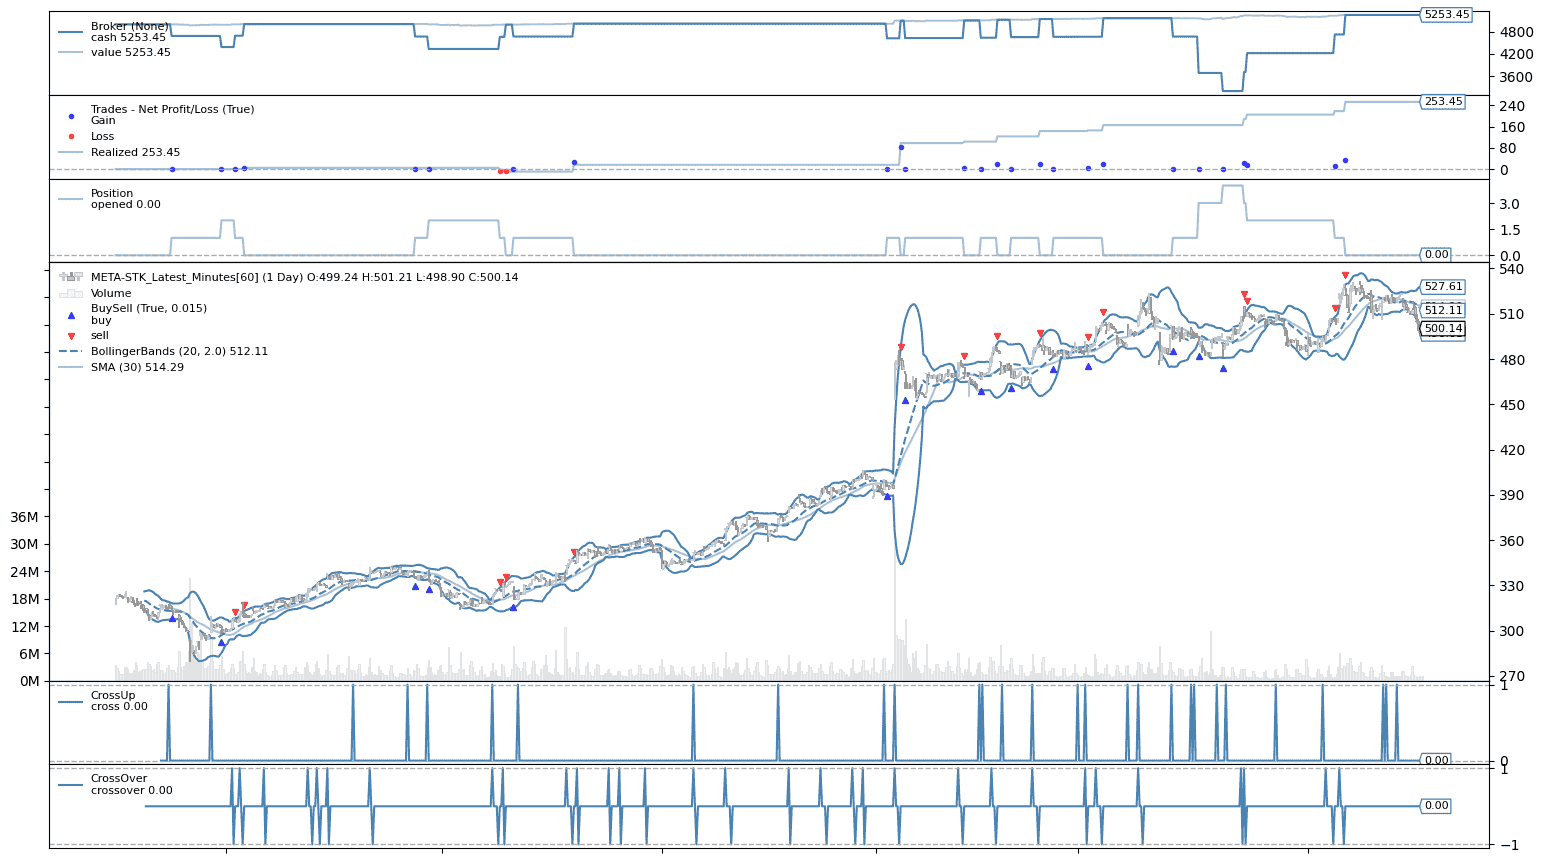 Broker (None)
cash 5253.45
value 5253.45
5253.45
4800
4200
3600
Trades - Net Profit/Loss (True)
Gain
Loss
Realized 253.45
253.45
240
160
80
0
Position
opened 0.00
3.0
1.5
0.00
0.0
META-STK_Latest_Minutes[60] (1 Day) O:499.24 H:501.21 L:498.90 C:500.14
Volume
BuySell (True, 0.015)
buy
sell
BollingerBands (20, 2.0) 512.11
SMA (30) 514.29
540
527.61
512.11
510
500.14
480
450
420
390
360
330
300
270
36M
30M
24M
18M
12M
6M
0M
CrossUp
cross 0.00
1
0.00
0
CrossOver
crossover 0.00
1
0.00
−1